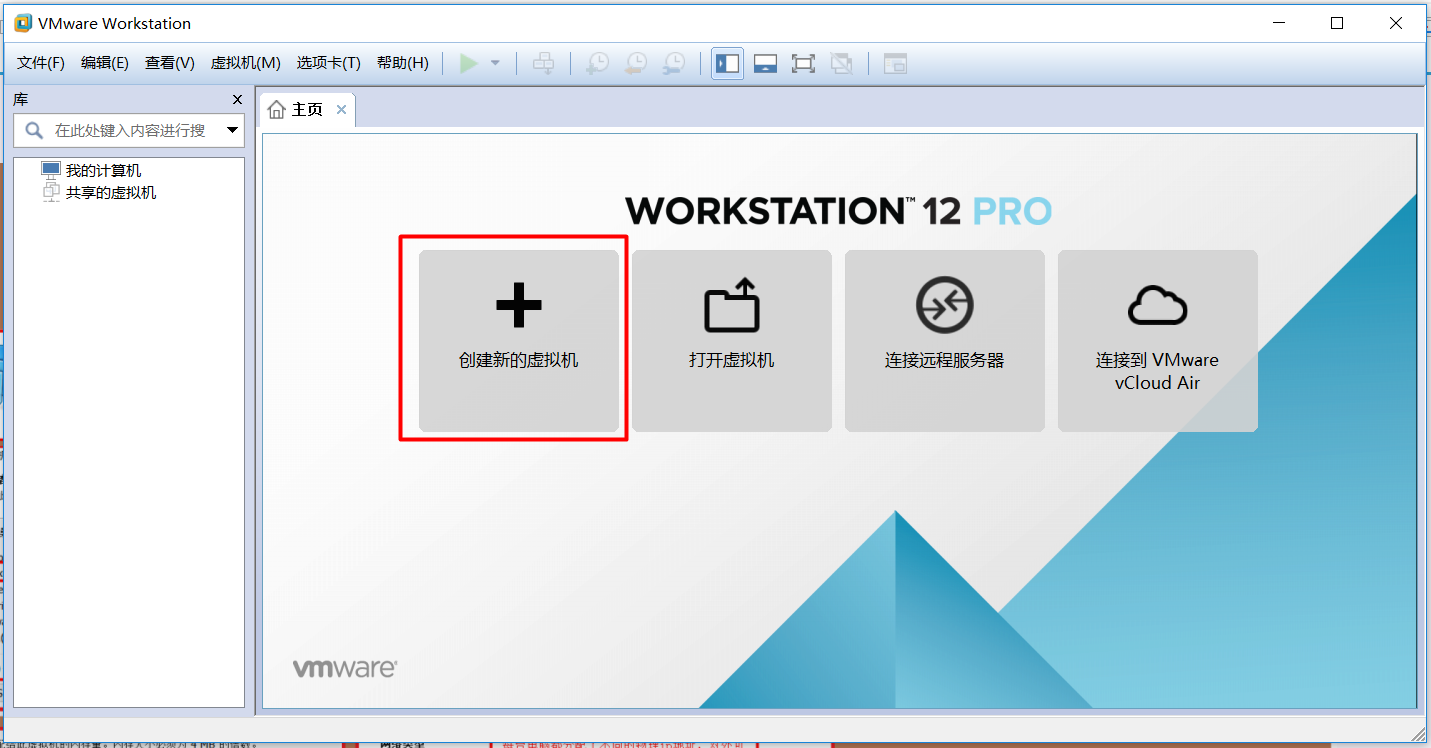 VMware Workstation
文件(F) 编辑(E) 查看(V) 虚拟机(M) 选项卡(T) 帮助(H)
库
在此处键入内容进行搜
我的计算机
共享的虚拟机
主页
WORKSTATION™ 12 PRO
创建新的虚拟机
打开虚拟机
连接远程服务器
连接到 VMware
vCloud Air
vmware